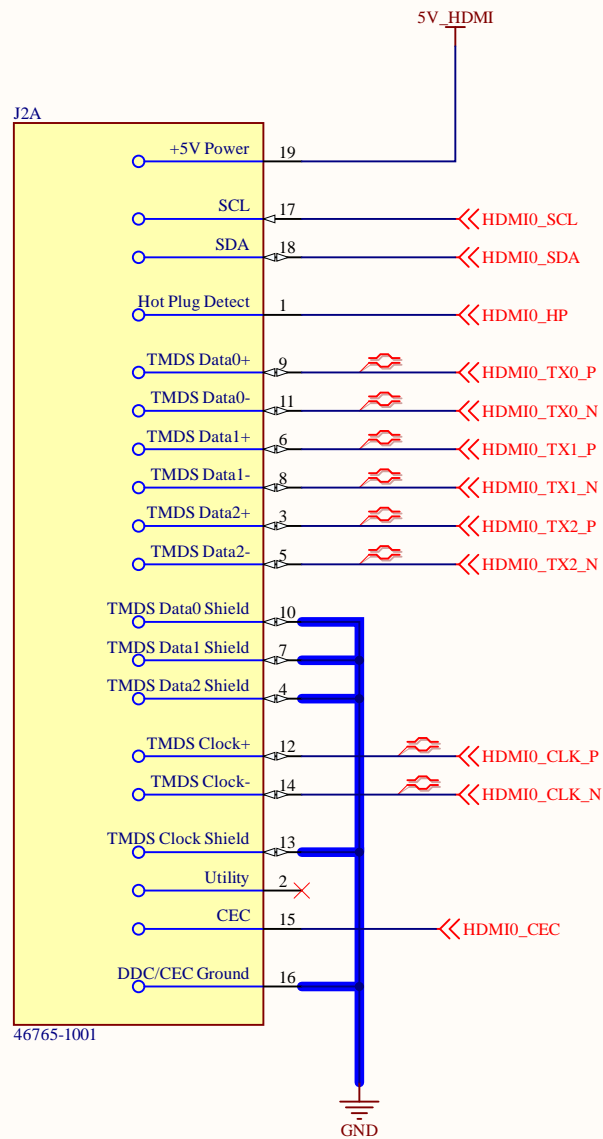 5V_HDMI
J2A
+5V Power 19
SCL 17 HDMI0_SCL
SDA 18 HDMI0_SDA
Hot Plug Detect 1 HDMI0_HP
TMDS Data0+ 9 HDMI0_TX0_P
TMDS Data0- 11 HDMI0_TX0_N
TMDS Data1+ 6 HDMI0_TX1_P
TMDS Data1- 8 HDMI0_TX1_N
TMDS Data2+ 3 HDMI0_TX2_P
TMDS Data2- 5 HDMI0_TX2_N
TMDS Data0 Shield 10
TMDS Data1 Shield 7
TMDS Data2 Shield 4
TMDS Clock+ 12 HDMI0_CLK_P
TMDS Clock- 14 HDMI0_CLK_N
TMDS Clock Shield 13
Utility 2
CEC 15 HDMI0_CEC
DDC/CEC Ground 16
46765-1001
GND